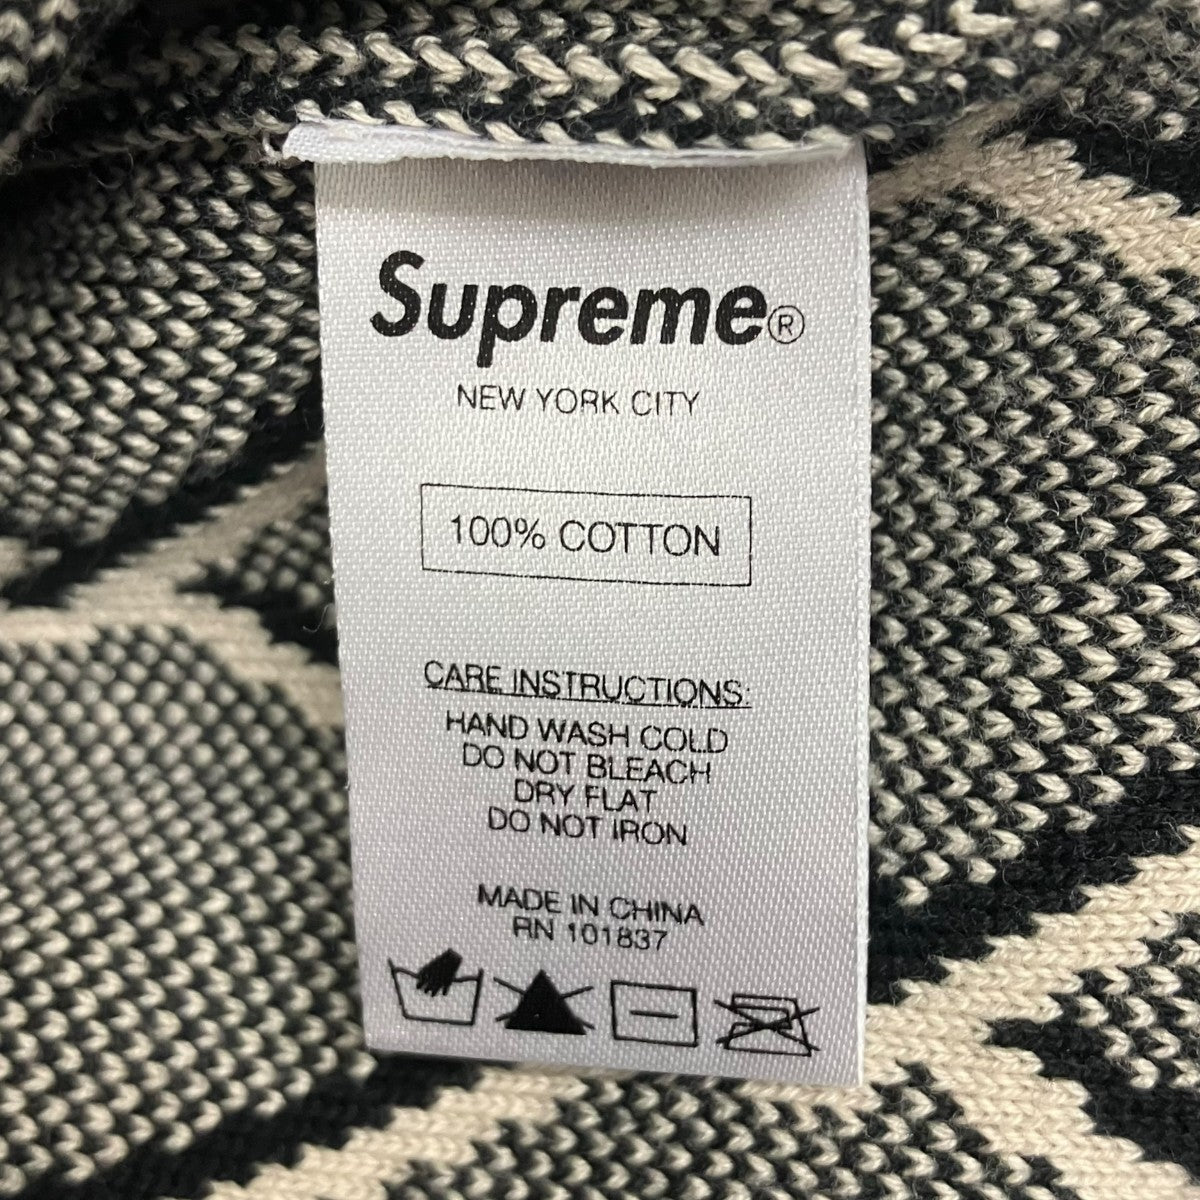 Supreme®
NEW YORK CITY
100% COTTON
CARE INSTRUCTIONS:
HAND WASH COLD
DO NOT BLEACH
DRY FLAT
DO NOT IRON
MADE IN CHINA
RN 101837